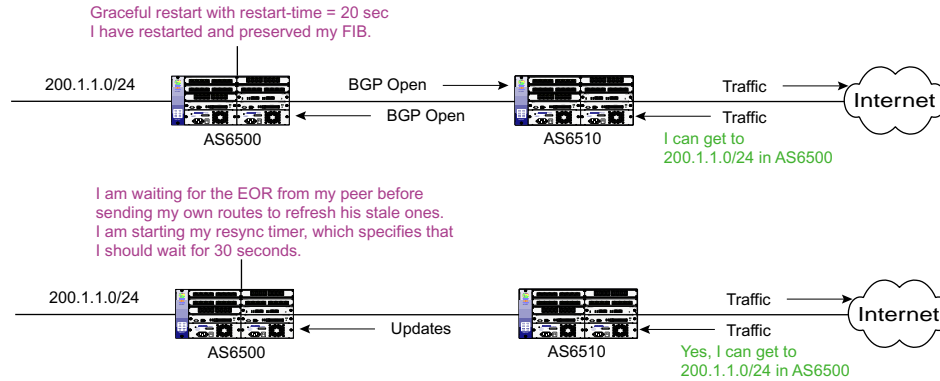 Graceful restart with restart-time = 20 sec
I have restarted and preserved my FIB.
200.1.1.0/24
BGP Open
Traffic
Internet
BGP Open
Traffic
AS6500
AS6510
I can get to
200.1.1.0/24 in AS6500
I am waiting for the EOR from my peer before
sending my own routes to refresh his stale ones.
I am starting my resync timer, which specifies that
I should wait for 30 seconds.
200.1.1.0/24
Traffic
Internet
Updates
Traffic
AS6500
AS6510
Yes, I can get to
200.1.1.0/24 in AS6500